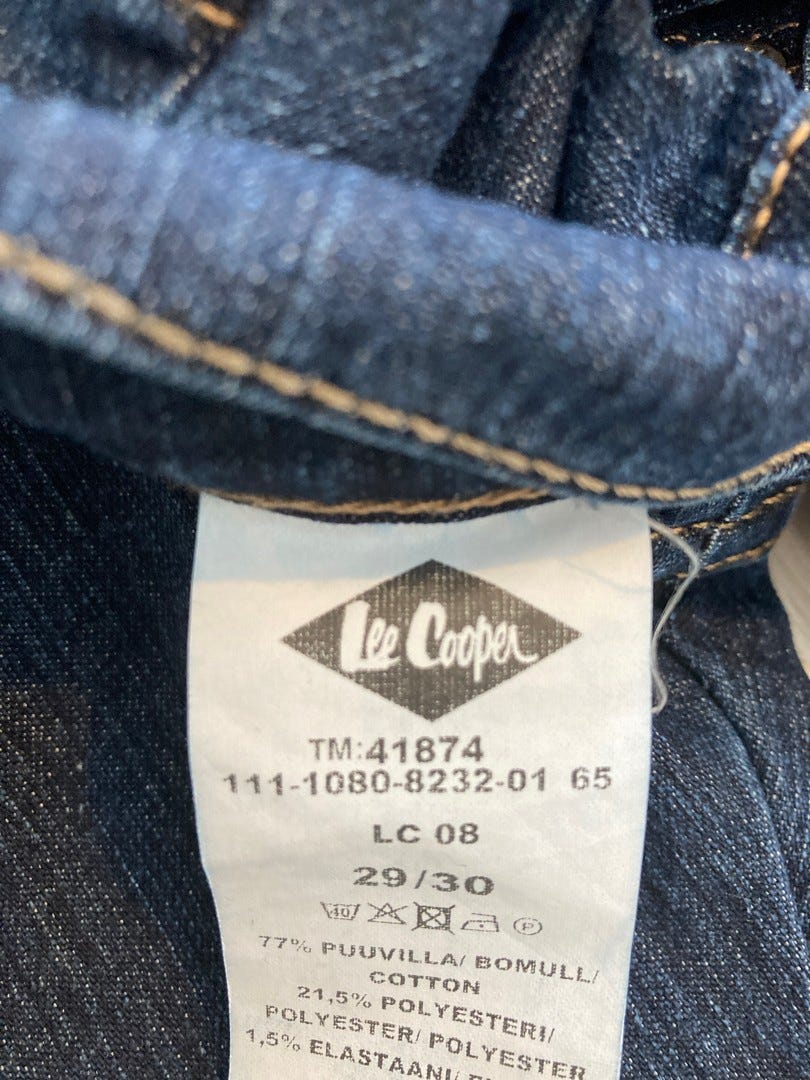 Lee Cooper
TM:41874
111-1080-8232-01 65
LC 08
29/30
40 P
77% PUUVILLA/ BOMULL/
COTTON
21,5% POLYESTERI/
POLYESTER/ POLYESTER
1,5% ELASTAANI/